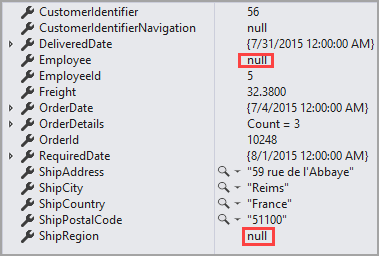 CustomerIdentifier 56
CustomerIdentifierNavigation null
DeliveredDate {7/31/2015 12:00:00 AM}
Employee null
EmployeeId 5
Freight 32.3800
OrderDate {7/4/2015 12:00:00 AM}
OrderDetails Count = 3
OrderId 10248
RequiredDate {8/1/2015 12:00:00 AM}
ShipAddress "59 rue de l'Abbaye"
ShipCity "Reims"
ShipCountry "France"
ShipPostalCode "51100"
ShipRegion null